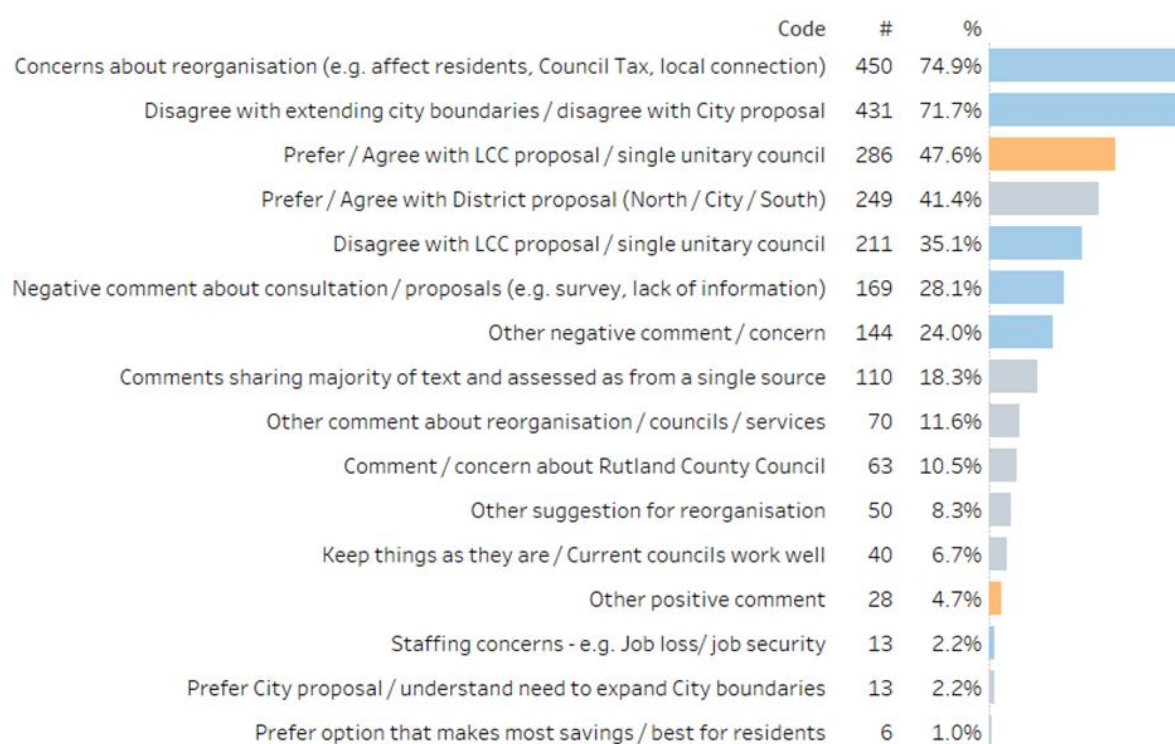 Code # %
Concerns about reorganisation (e.g. affect residents, Council Tax, local connection) 450 74.9%
Disagree with extending city boundaries / disagree with City proposal 431 71.7%
Prefer / Agree with LCC proposal / single unitary council 286 47.6%
Prefer / Agree with District proposal (North / City / South) 249 41.4%
Disagree with LCC proposal / single unitary council 211 35.1%
Negative comment about consultation / proposals (e.g. survey, lack of information) 169 28.1%
Other negative comment / concern 144 24.0%
Comments sharing majority of text and assessed as from a single source 110 18.3%
Other comment about reorganisation / councils / services 70 11.6%
Comment / concern about Rutland County Council 63 10.5%
Other suggestion for reorganisation 50 8.3%
Keep things as they are / Current councils work well 40 6.7%
Other positive comment 28 4.7%
Staffing concerns - e.g. Job loss/ job security 13 2.2%
Prefer City proposal / understand need to expand City boundaries 13 2.2%
Prefer option that makes most savings / best for residents 6 1.0%